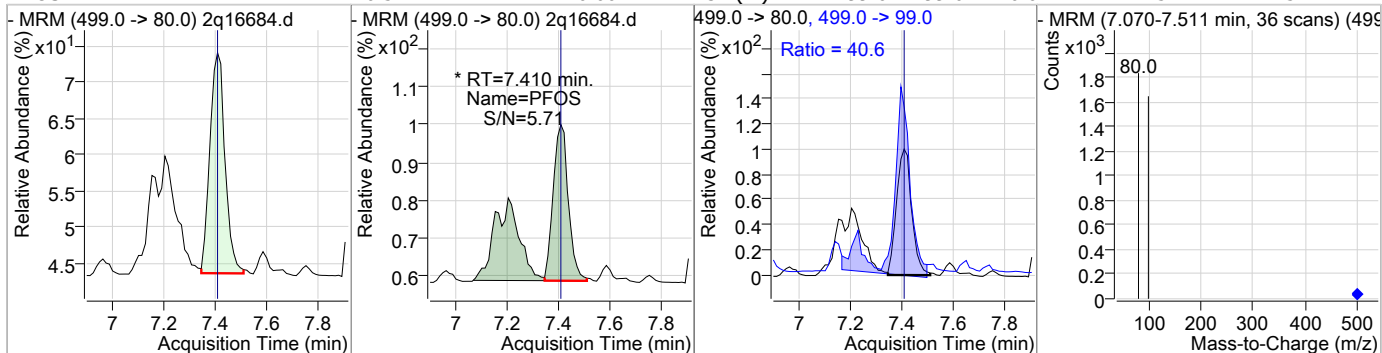 - MRM (499.0 -> 80.0) 2q16684.d
Relative Abundance (%)
x10¹
7
6.5
6
5.5
5
4.5
7 7.2 7.4 7.6 7.8
Acquisition Time (min)
- MRM (499.0 -> 80.0) 2q16684.d
Relative Abundance (%)
x10²
* RT=7.410 min.
Name=PFOS
S/N=5.71
1.1
1
0.9
0.8
0.7
0.6
7 7.2 7.4 7.6 7.8
Acquisition Time (min)
499.0 -> 80.0, 499.0 -> 99.0
Relative Abundance (%)
x10²
Ratio = 40.6
1.4
1.2
1
0.8
0.6
0.4
0.2
0
7 7.2 7.4 7.6 7.8
Acquisition Time (min)
- MRM (7.070-7.511 min, 36 scans) (499
Counts
x10³
80.0
1.8
1.6
1.4
1.2
1
0.8
0.6
0.4
0.2
0
100 200 300 400 500
Mass-to-Charge (m/z)